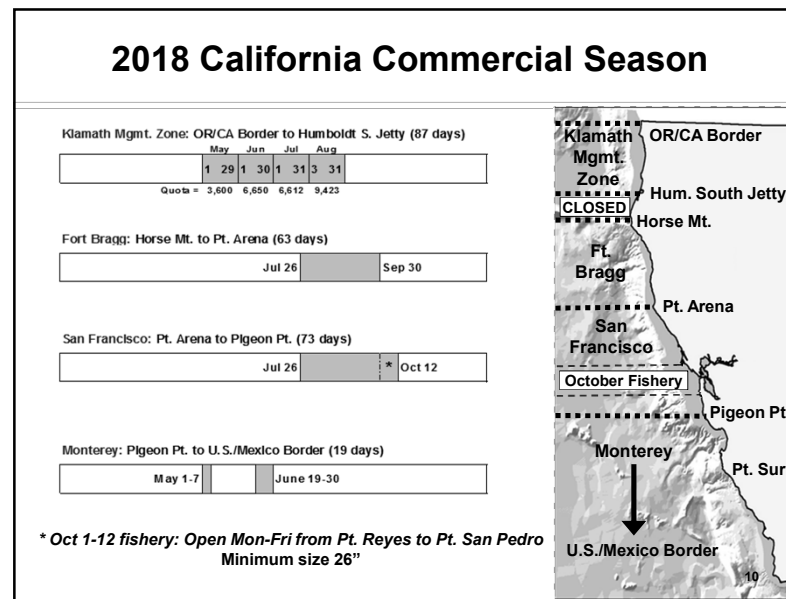 2018 California Commercial Season
Klamath Mgmt. Zone: OR/CA Border to Humboldt S. Jetty (87 days)
May Jun Jul Aug
1 29 1 30 1 31 3 31
Quota = 3,600 6,650 6,612 9,423
Fort Bragg: Horse Mt. to Pt. Arena (63 days)
Jul 26 Sep 30
San Francisco: Pt. Arena to Pigeon Pt. (73 days)
Jul 26 * Oct 12
Monterey: Pigeon Pt. to U.S./Mexico Border (19 days)
May 1-7 June 19-30
* Oct 1-12 fishery: Open Mon-Fri from Pt. Reyes to Pt. San Pedro
Minimum size 26”
Klamath
Mgmt.
Zone
OR/CA Border
Hum. South Jetty
CLOSED
Horse Mt.
Ft.
Bragg
Pt. Arena
San
Francisco
October Fishery
Pigeon Pt
Monterey
Pt. Sur
U.S./Mexico Border
10